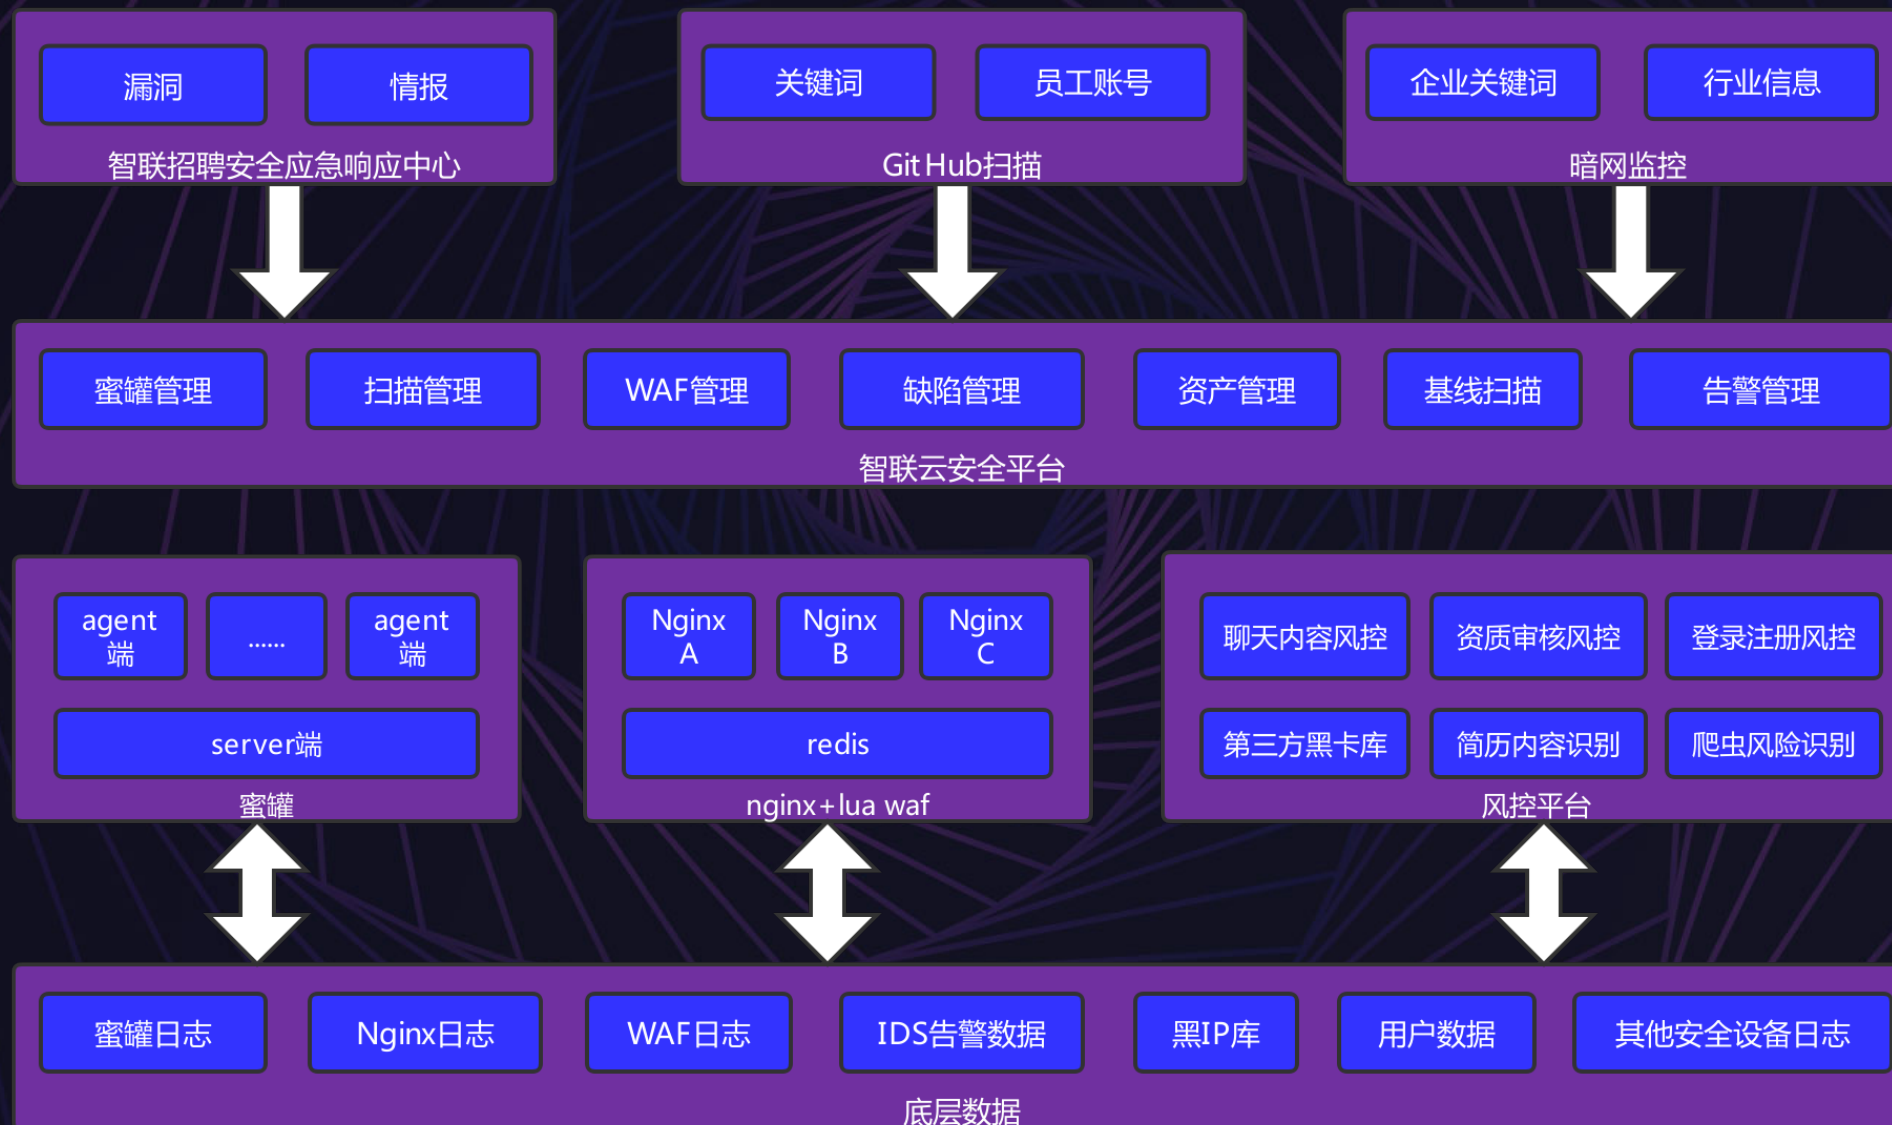 漏洞
情报
智联招聘安全应急响应中心
关键词
员工账号
GitHub扫描
企业关键词
行业信息
暗网监控
蜜罐管理
扫描管理
WAF管理
缺陷管理
资产管理
基线扫描
告警管理
智联云安全平台
agent
端
......
agent
端
server端
蜜罐
Nginx
A
Nginx
B
Nginx
C
redis
nginx+lua waf
聊天内容风控
资质审核风控
登录注册风控
第三方黑卡库
简历内容识别
爬虫风险识别
风控平台
蜜罐日志
Nginx日志
WAF日志
IDS告警数据
黑IP库
用户数据
其他安全设备日志
底层数据